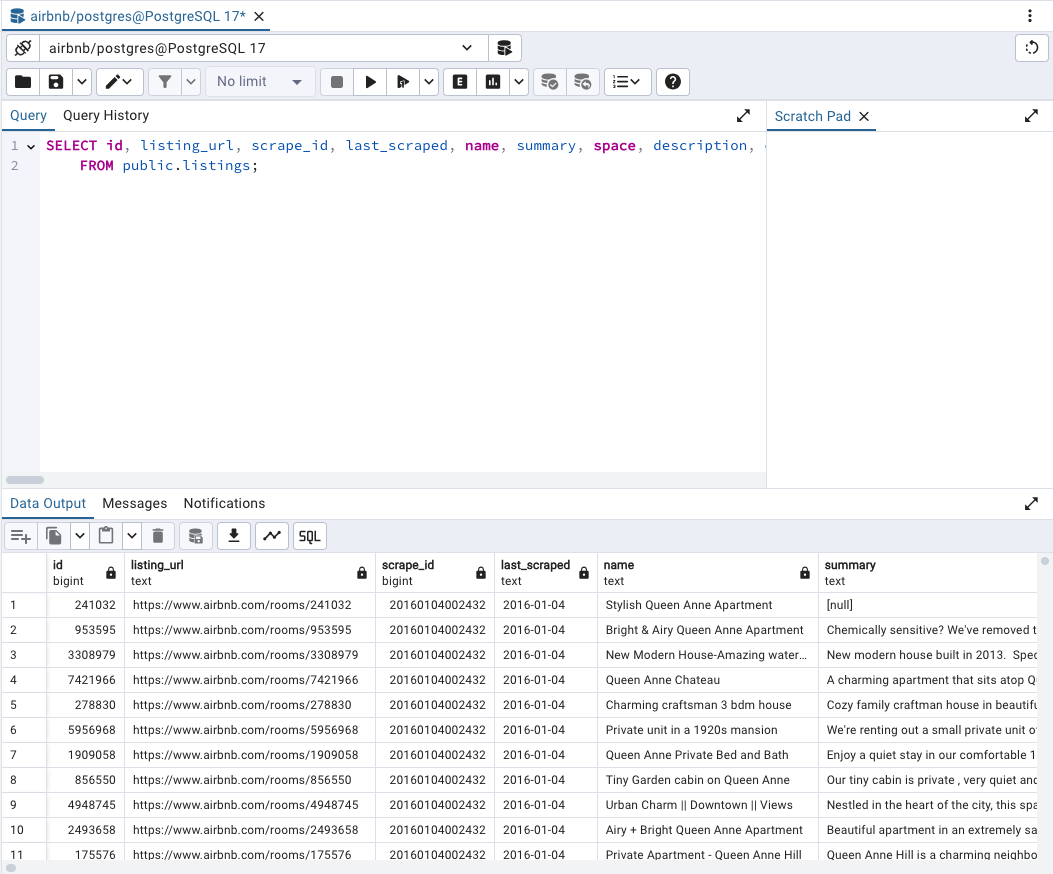 airbnb/postgres@PostgreSQL 17*
airbnb/postgres@PostgreSQL 17
No limit
E
Query Query History Scratch Pad
1 SELECT id, listing_url, scrape_id, last_scraped, name, summary, space, description,
2 FROM public.listings;
Data Output Messages Notifications
SQL
id listing_url scrape_id last_scraped name summary
bigint text bigint text text text
1 241032 https://www.airbnb.com/rooms/241032 20160104002432 2016-01-04 Stylish Queen Anne Apartment [null]
2 953595 https://www.airbnb.com/rooms/953595 20160104002432 2016-01-04 Bright & Airy Queen Anne Apartment Chemically sensitive? We've removed t
3 3308979 https://www.airbnb.com/rooms/3308979 20160104002432 2016-01-04 New Modern House-Amazing water... New modern house built in 2013. Spec
4 7421966 https://www.airbnb.com/rooms/7421966 20160104002432 2016-01-04 Queen Anne Chateau A charming apartment that sits atop Q
5 278830 https://www.airbnb.com/rooms/278830 20160104002432 2016-01-04 Charming craftsman 3 bdm house Cozy family craftman house in beautifu
6 5956968 https://www.airbnb.com/rooms/5956968 20160104002432 2016-01-04 Private unit in a 1920s mansion We're renting out a small private unit o
7 1909058 https://www.airbnb.com/rooms/1909058 20160104002432 2016-01-04 Queen Anne Private Bed and Bath Enjoy a quiet stay in our comfortable 1
8 856550 https://www.airbnb.com/rooms/856550 20160104002432 2016-01-04 Tiny Garden cabin on Queen Anne Our tiny cabin is private , very quiet and
9 4948745 https://www.airbnb.com/rooms/4948745 20160104002432 2016-01-04 Urban Charm || Downtown || Views Nestled in the heart of the city, this spa
10 2493658 https://www.airbnb.com/rooms/2493658 20160104002432 2016-01-04 Airy + Bright Queen Anne Apartment Beautiful apartment in an extremely sa
11 175576 https://www.airbnb.com/rooms/175576 20160104002432 2016-01-04 Private Apartment - Queen Anne Hill Queen Anne Hill is a charming neighbo